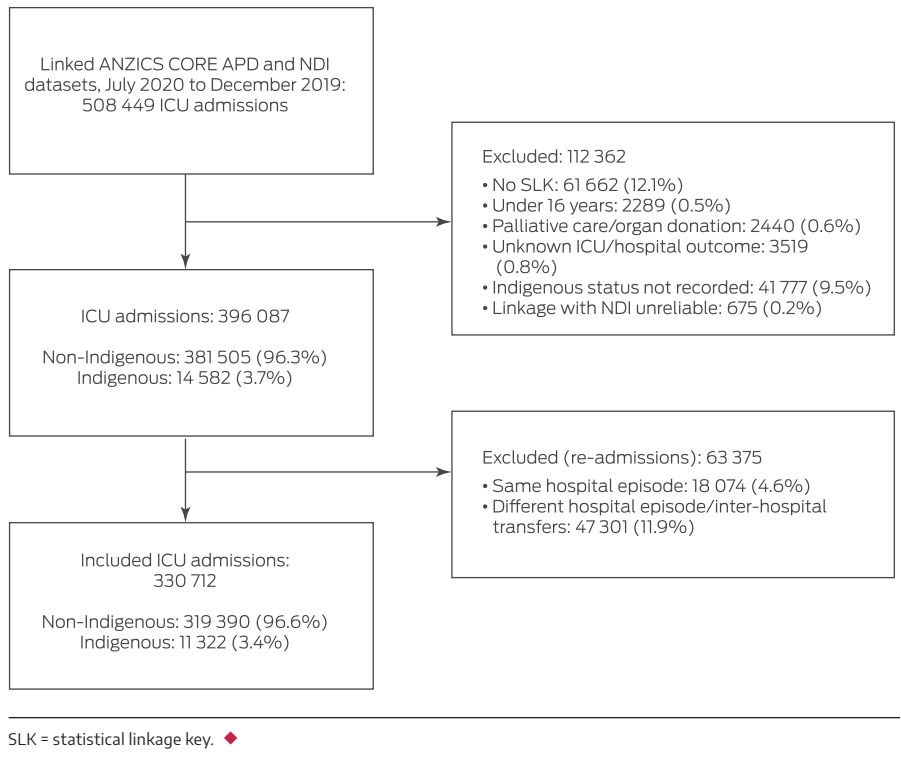 Linked ANZICS CORE APD and NDI
datasets, July 2020 to December 2019:
508 449 ICU admissions
Excluded: 112 362
• No SLK: 61 662 (12.1%)
• Under 16 years: 2289 (0.5%)
• Palliative care/organ donation: 2440 (0.6%)
• Unknown ICU/hospital outcome: 3519
(0.8%)
• Indigenous status not recorded: 41 777 (9.5%)
• Linkage with NDI unreliable: 675 (0.2%)
ICU admissions: 396 087
Non-Indigenous: 381 505 (96.3%)
Indigenous: 14 582 (3.7%)
Excluded (re-admissions): 63 375
• Same hospital episode: 18 074 (4.6%)
• Different hospital episode/inter-hospital
transfers: 47 301 (11.9%)
Included ICU admissions:
330 712
Non-Indigenous: 319 390 (96.6%)
Indigenous: 11 322 (3.4%)
SLK = statistical linkage key.